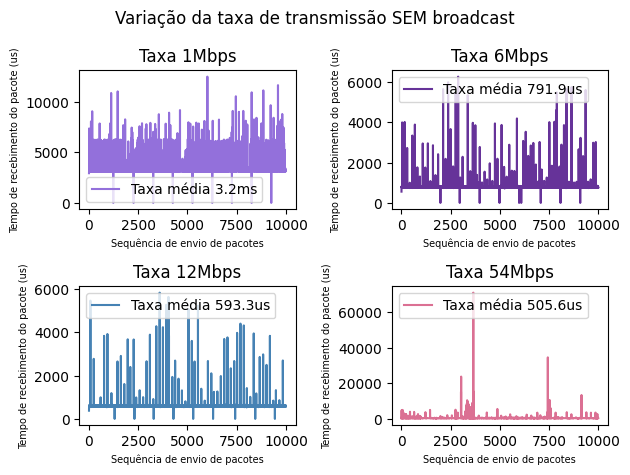 Variação da taxa de transmissão SEM broadcast
Taxa 1Mbps
Tempo de recebimento do pacote (us)
10000
5000
0
Taxa média 3.2ms
0 2500 5000 7500 10000
Sequência de envio de pacotes
Taxa 6Mbps
Tempo de recebimento do pacote (us)
6000
4000
2000
0
Taxa média 791.9us
0 2500 5000 7500 10000
Sequência de envio de pacotes
Taxa 12Mbps
Tempo de recebimento do pacote (us)
6000
4000
2000
0
Taxa média 593.3us
0 2500 5000 7500 10000
Sequência de envio de pacotes
Taxa 54Mbps
Tempo de recebimento do pacote (us)
60000
40000
20000
0
Taxa média 505.6us
0 2500 5000 7500 10000
Sequência de envio de pacotes